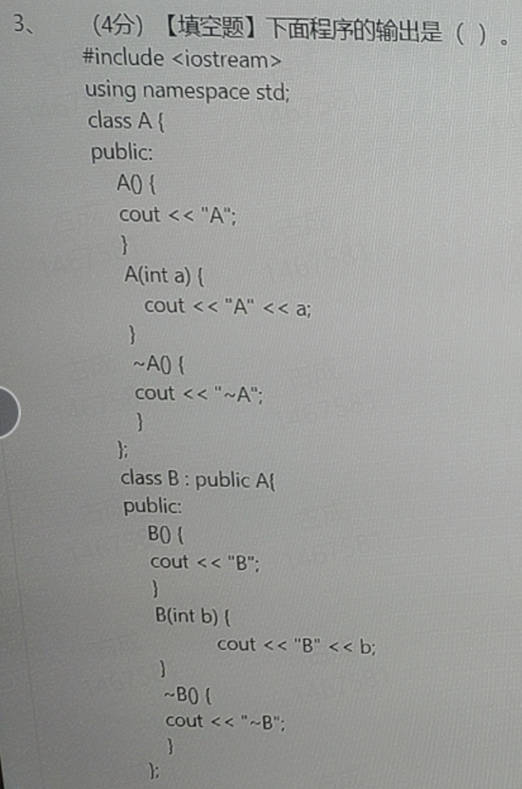 3、 （4分）【填空题】下面程序的输出是（ ）。
#include <iostream>
using namespace std;
class A {
public:
A() {
cout << "A";
}
A(int a) {
cout << "A" << a;
}
~A() {
cout << "~A";
}
};
class B : public A{
public:
B() {
cout << "B";
}
B(int b) {
cout << "B" << b;
}
~B() {
cout << "~B";
}
};